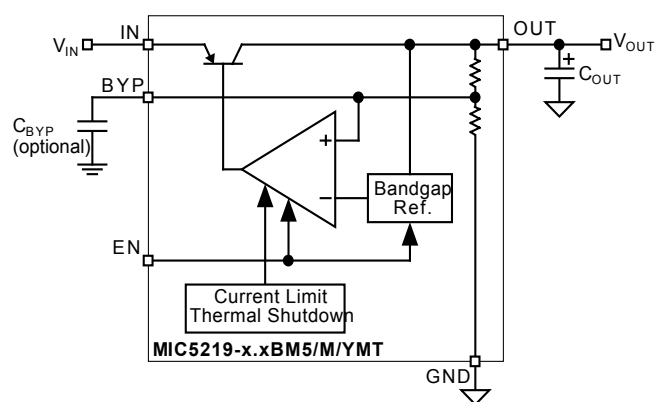 IN
OUT
VIN
VOUT
BYP
COUT
CBYP
(optional)
+
+
–
Bandgap
Ref.
EN
Current Limit
Thermal Shutdown
MIC5219-x.xBM5/M/YMT
GND